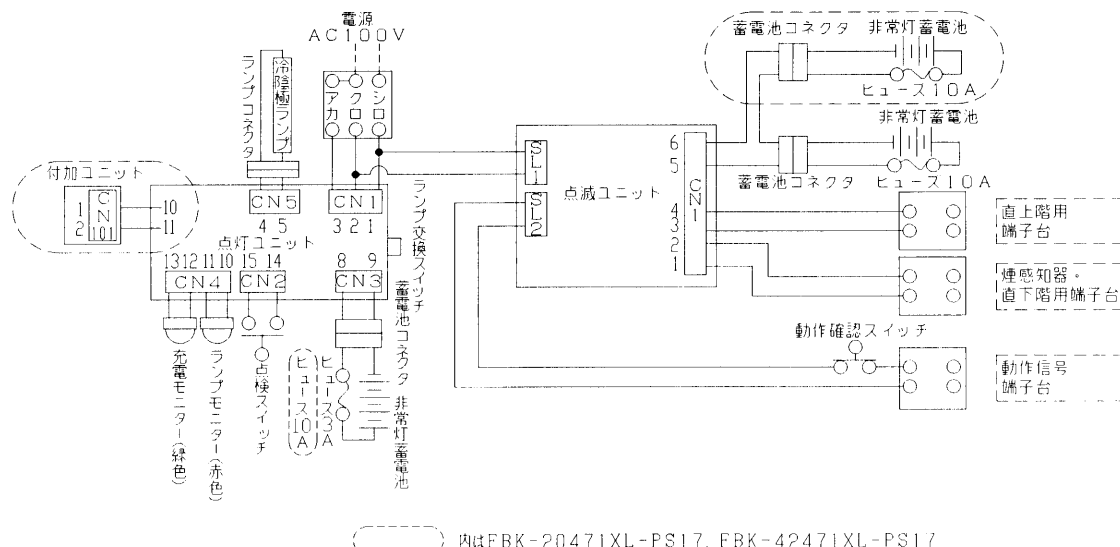 電源
AC100V
アカ
クロ
シロ
ランプコネクタ
冷陰極ランプ
付加ユニット
CN101
1
2
10
11
CN5
4 5
CN1
3 2 1
ランプ交換スイッチ
点灯ユニット
13 12 11 10
CN4
15 14
CN2
8 9
CN3
充電モニター(緑色)
ランプモニター(赤色)
点検スイッチ
ヒューズ10A
ヒューズ3A
蓄電池コネクタ
非常灯蓄電池
SL1
SL2
点滅ユニット
CN1
6
5
4
3
2
1
蓄電池コネクタ 非常灯蓄電池
ヒューズ10A
非常灯蓄電池
蓄電池コネクタ ヒューズ10A
直上階用
端子台
煙感知器・
直下階用端子台
動作確認スイッチ
動作信号
端子台
内はFBK-20471XL-PS17, FBK-42471XL-PS17